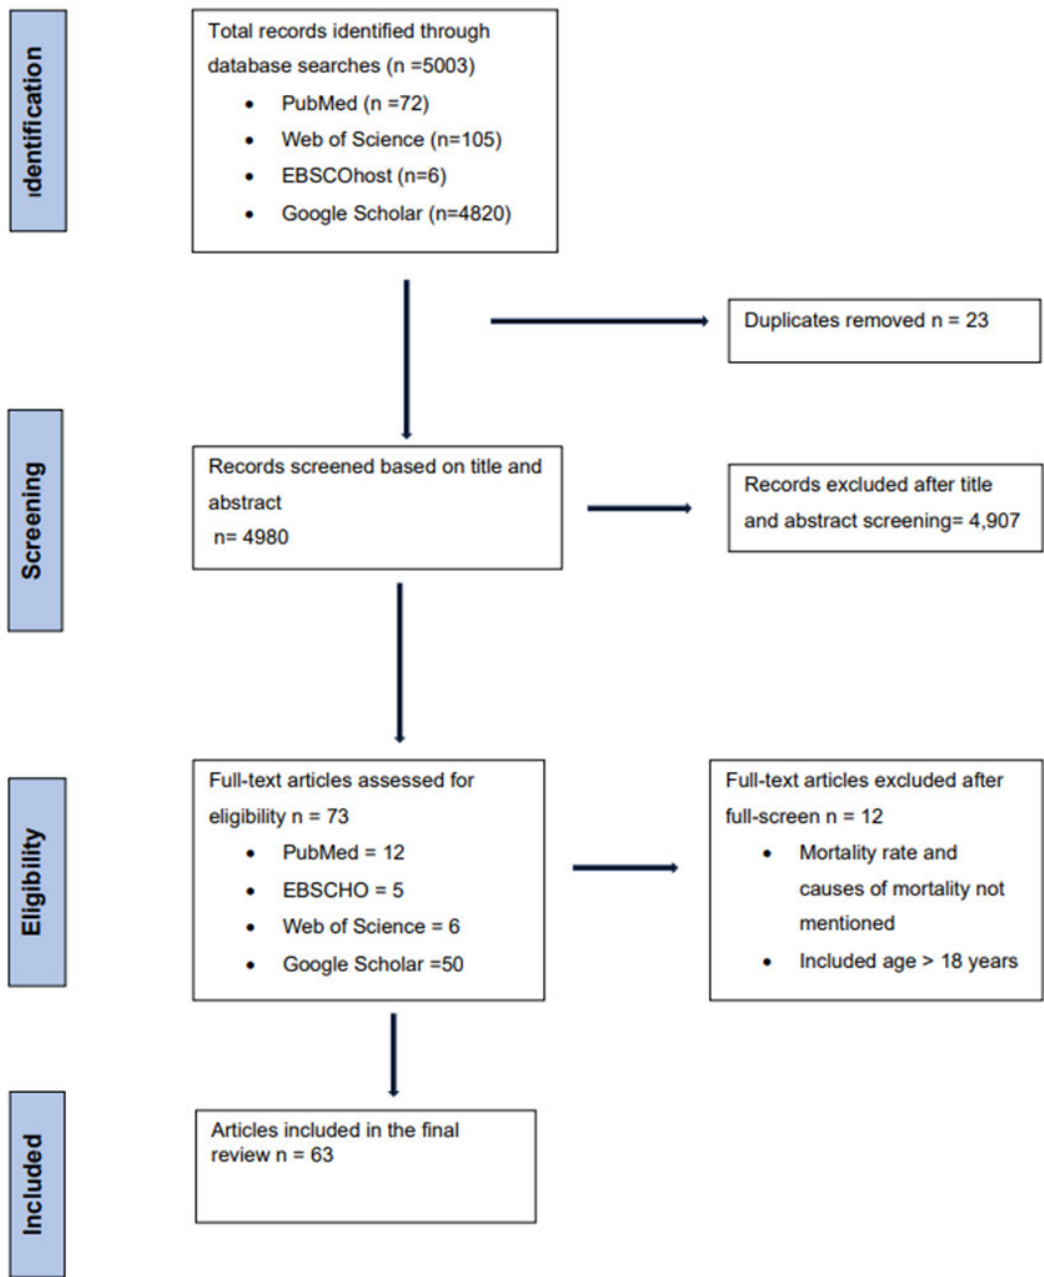 Identification
Total records identified through
database searches (n =5003)
• PubMed (n =72)
• Web of Science (n=105)
• EBSCOhost (n=6)
• Google Scholar (n=4820)
Duplicates removed n = 23
Screening
Records screened based on title and
abstract
n= 4980
Records excluded after title
and abstract screening= 4,907
Eligibility
Full-text articles assessed for
eligibility n = 73
• PubMed = 12
• EBSCHO = 5
• Web of Science = 6
• Google Scholar =50
Full-text articles excluded after
full-screen n = 12
• Mortality rate and
causes of mortality not
mentioned
• Included age > 18 years
Included
Articles included in the final
review n = 63